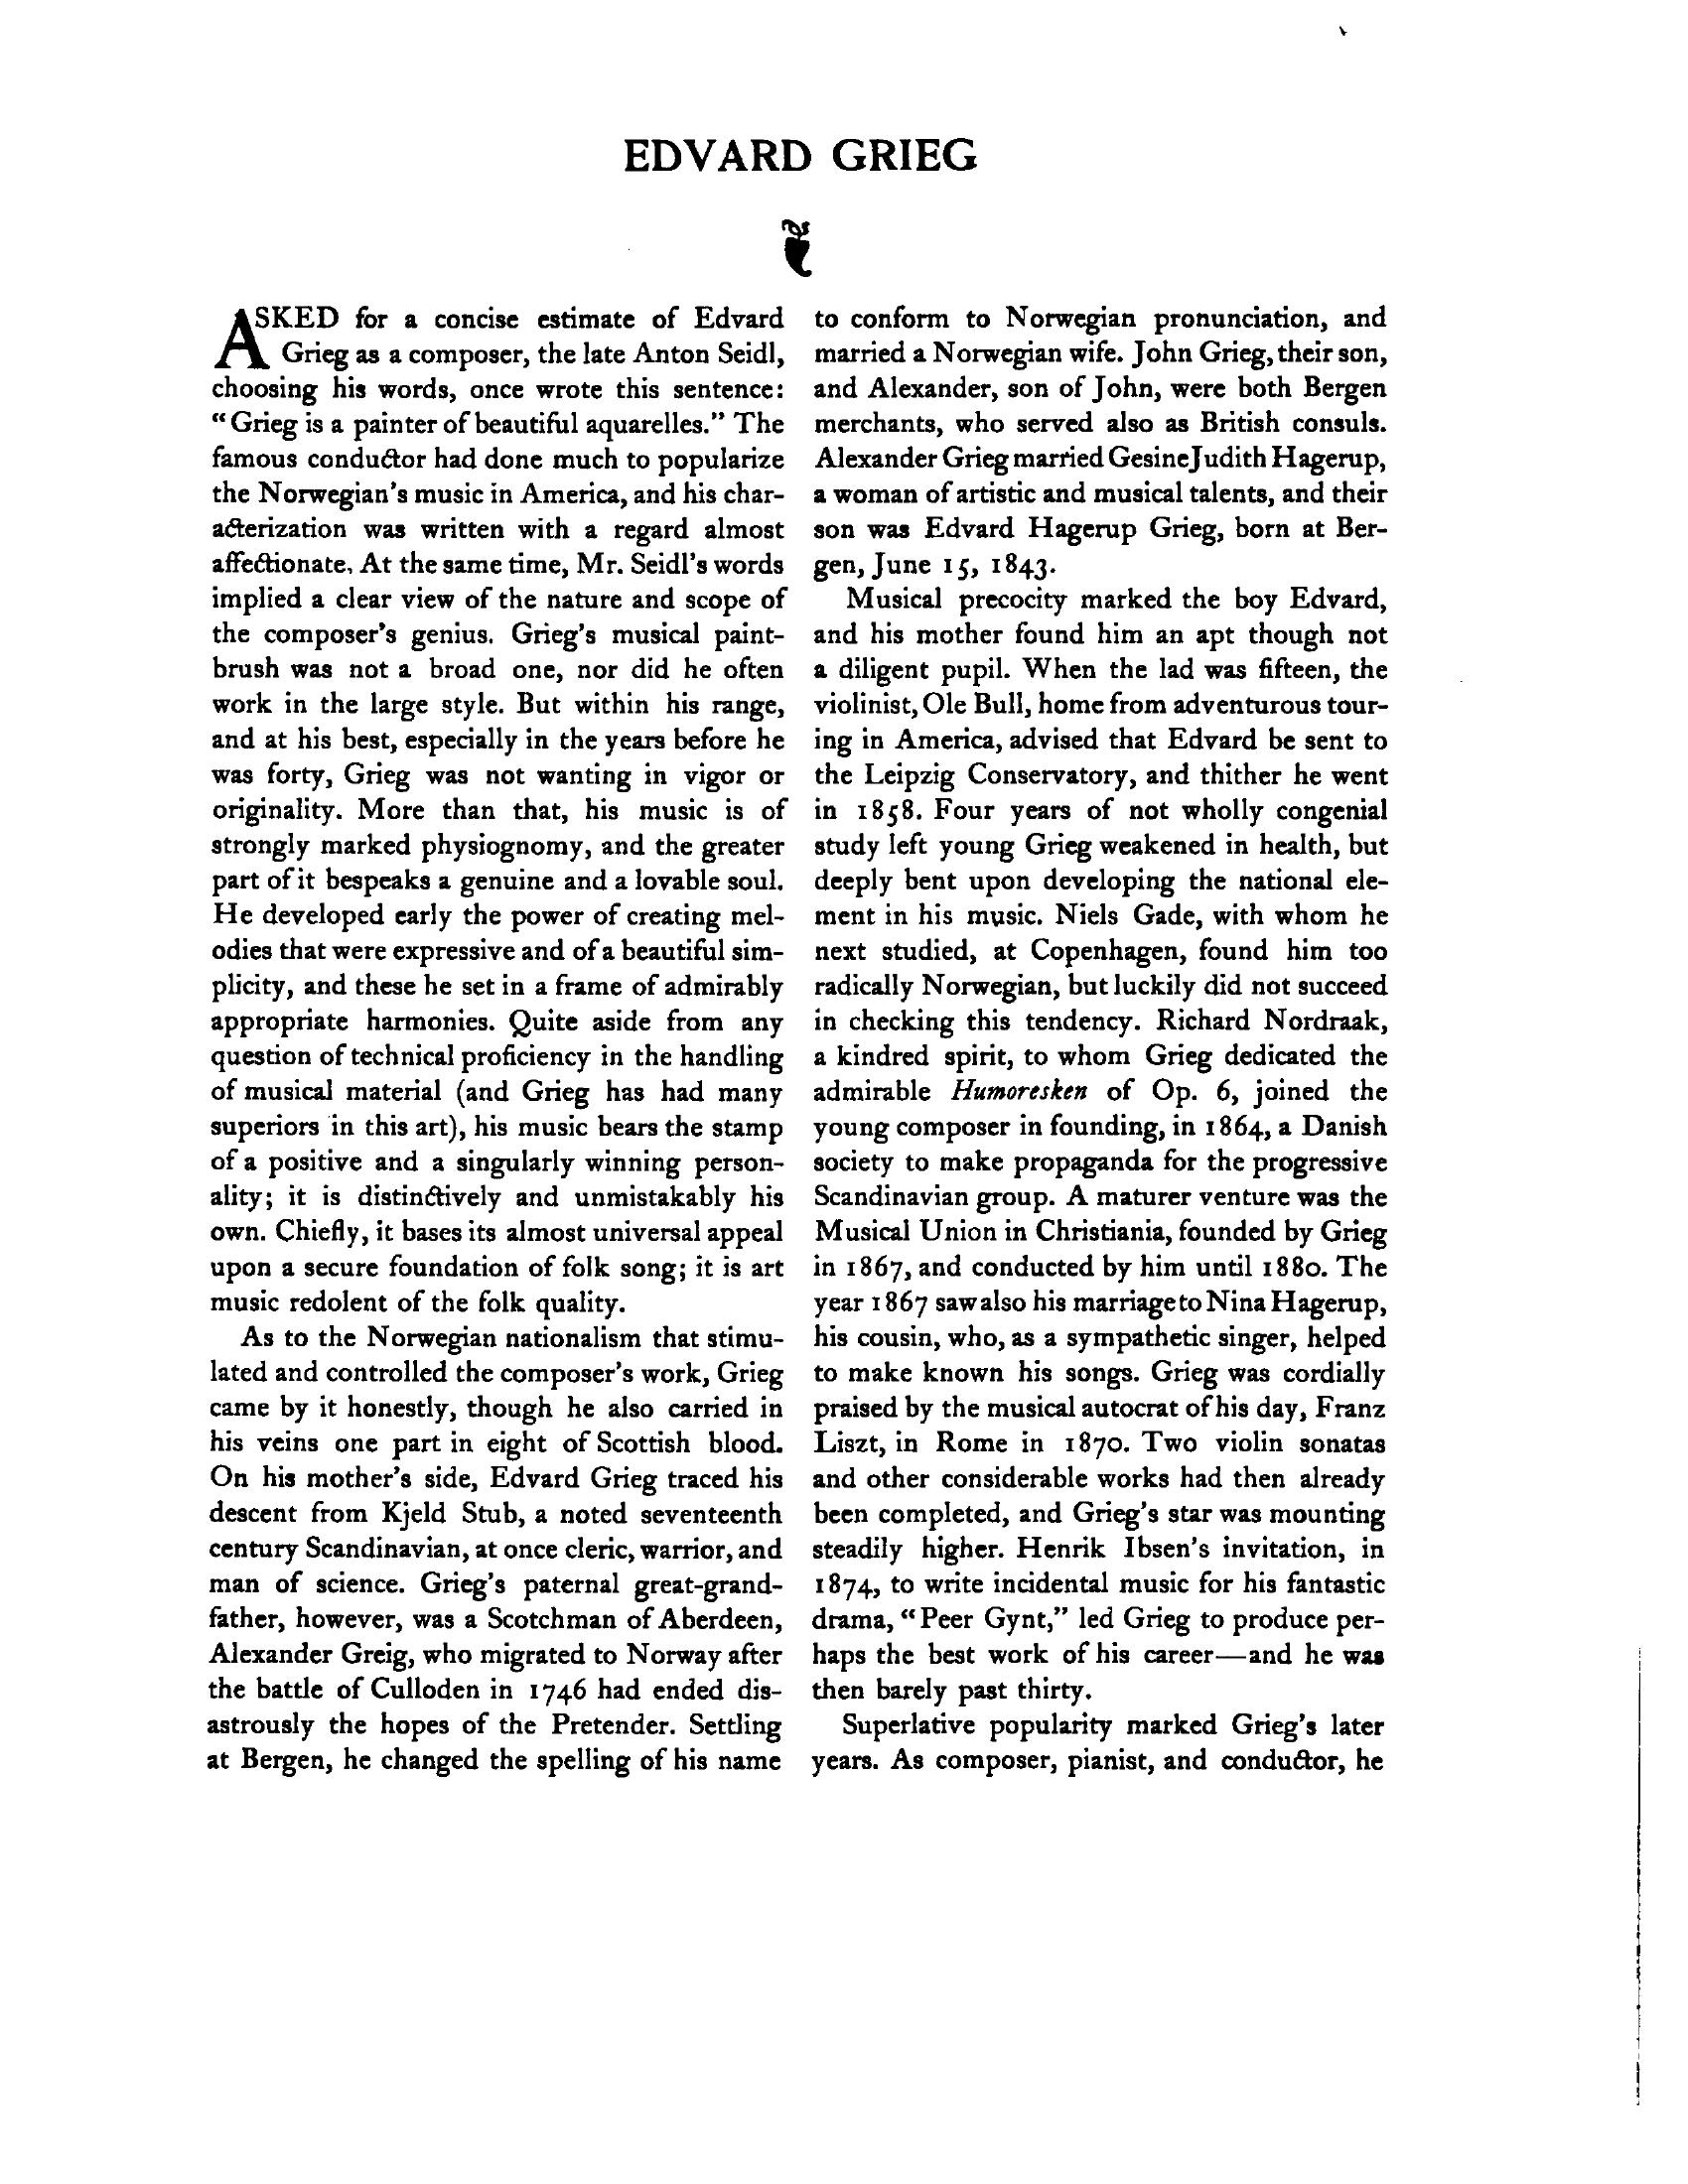 EDVARD GRIEG
ASKED for a concise estimate of Edvard
Grieg as a composer, the late Anton Seidl,
choosing his words, once wrote this sentence:
“Grieg is a painter of beautiful aquarelles.” The
famous conductor had done much to popularize
the Norwegian's music in America, and his char-
acterization was written with a regard almost
affectionate. At the same time, Mr. Seidl's words
implied a clear view of the nature and scope of
the composer's genius. Grieg's musical paint-
brush was not a broad one, nor did he often
work in the large style. But within his range,
and at his best, especially in the years before he
was forty, Grieg was not wanting in vigor or
originality. More than that, his music is of
strongly marked physiognomy, and the greater
part of it bespeaks a genuine and a lovable soul.
He developed early the power of creating mel-
odies that were expressive and of a beautiful sim-
plicity, and these he set in a frame of admirably
appropriate harmonies. Quite aside from any
question of technical proficiency in the handling
of musical material (and Grieg has had many
superiors in this art), his music bears the stamp
of a positive and a singularly winning person-
ality; it is distinctively and unmistakably his
own. Chiefly, it bases its almost universal appeal
upon a secure foundation of folk song; it is art
music redolent of the folk quality.
As to the Norwegian nationalism that stimu-
lated and controlled the composer's work, Grieg
came by it honestly, though he also carried in
his veins one part in eight of Scottish blood.
On his mother's side, Edvard Grieg traced his
descent from Kjeld Stub, a noted seventeenth
century Scandinavian, at once cleric, warrior, and
man of science. Grieg's paternal great-grand-
father, however, was a Scotchman of Aberdeen,
Alexander Greig, who migrated to Norway after
the battle of Culloden in 1746 had ended dis-
astrously the hopes of the Pretender. Settling
at Bergen, he changed the spelling of his name
to conform to Norwegian pronunciation, and
married a Norwegian wife. John Grieg, their son,
and Alexander, son of John, were both Bergen
merchants, who served also as British consuls.
Alexander Grieg married Gesine Judith Hagerup,
a woman of artistic and musical talents, and their
son was Edvard Hagerup Grieg, born at Ber-
gen, June 15, 1843.
Musical precocity marked the boy Edvard,
and his mother found him an apt though not
a diligent pupil. When the lad was fifteen, the
violinist, Ole Bull, home from adventurous tour-
ing in America, advised that Edvard be sent to
the Leipzig Conservatory, and thither he went
in 1858. Four years of not wholly congenial
study left young Grieg weakened in health, but
deeply bent upon developing the national ele-
ment in his music. Niels Gade, with whom he
next studied, at Copenhagen, found him too
radically Norwegian, but luckily did not succeed
in checking this tendency. Richard Nordraak,
a kindred spirit, to whom Grieg dedicated the
admirable Humoresken of Op. 6, joined the
young composer in founding, in 1864, a Danish
society to make propaganda for the progressive
Scandinavian group. A maturer venture was the
Musical Union in Christiania, founded by Grieg
in 1867, and conducted by him until 1880. The
year 1867 saw also his marriage to Nina Hagerup,
his cousin, who, as a sympathetic singer, helped
to make known his songs. Grieg was cordially
praised by the musical autocrat of his day, Franz
Liszt, in Rome in 1870. Two violin sonatas
and other considerable works had then already
been completed, and Grieg's star was mounting
steadily higher. Henrik Ibsen's invitation, in
1874, to write incidental music for his fantastic
drama, “Peer Gynt,” led Grieg to produce per-
haps the best work of his career—and he was
then barely past thirty.
Superlative popularity marked Grieg's later
years. As composer, pianist, and conductor, he